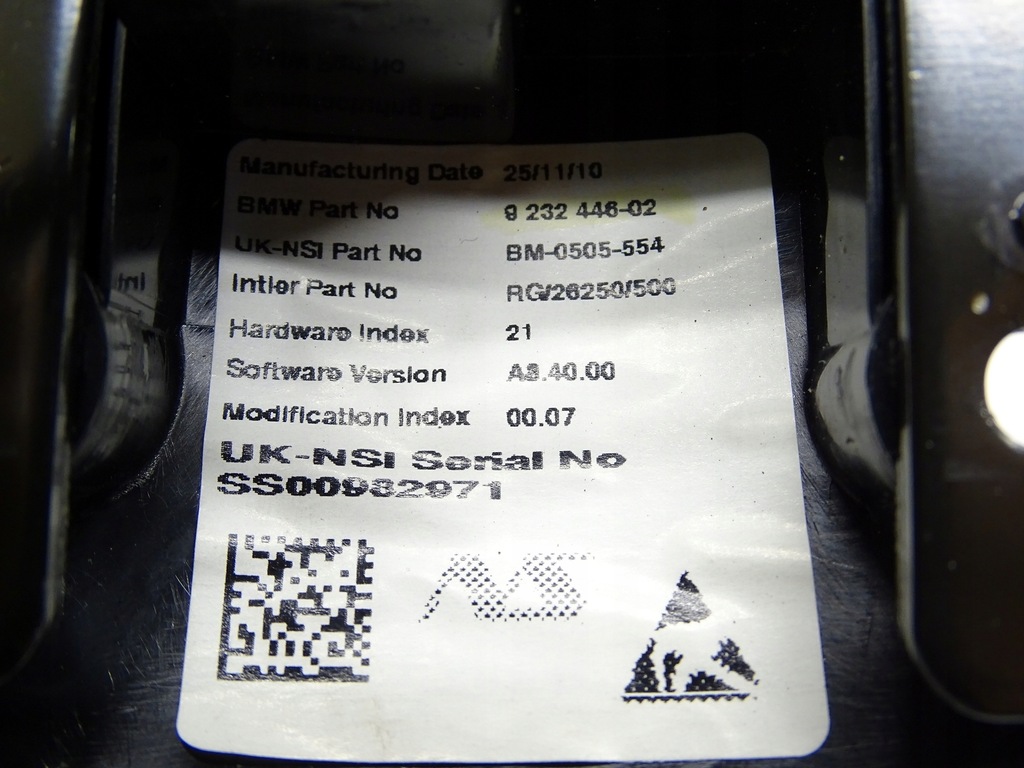 Manufacturing Date 25/11/10
BMW Part No 9 232 446-02
UK-NSI Part No BM-0505-554
Intier Part No RG/26250/500
Hardware Index 21
Software Version A8.40.00
Modification Index 00.07
UK-NSI Serial No
SS00982971